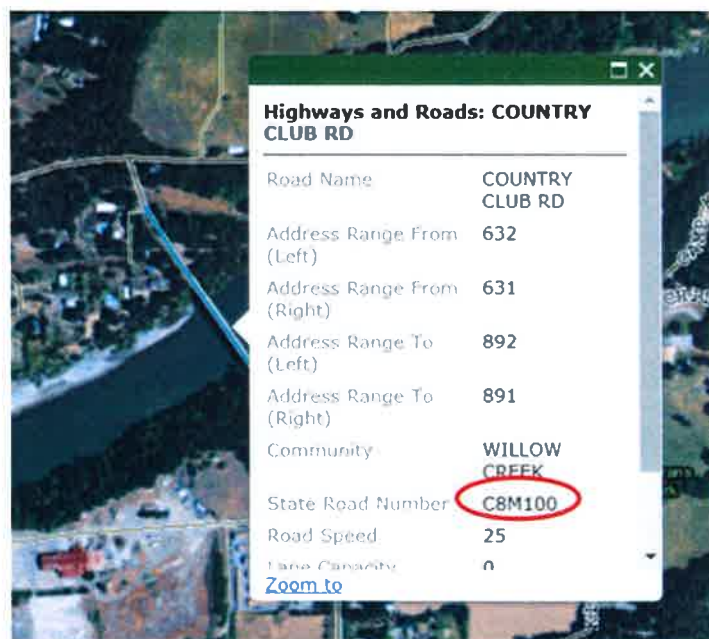 Highways and Roads: COUNTRY
CLUB RD
Road Name COUNTRY
CLUB RD
Address Range From 632
(Left)
Address Range From 631
(Right)
Address Range To 892
(Left)
Address Range To 891
(Right)
Community WILLOW
CREEK
State Road Number C8M100
Road Speed 25
Lane Capacity 0
Zoom to